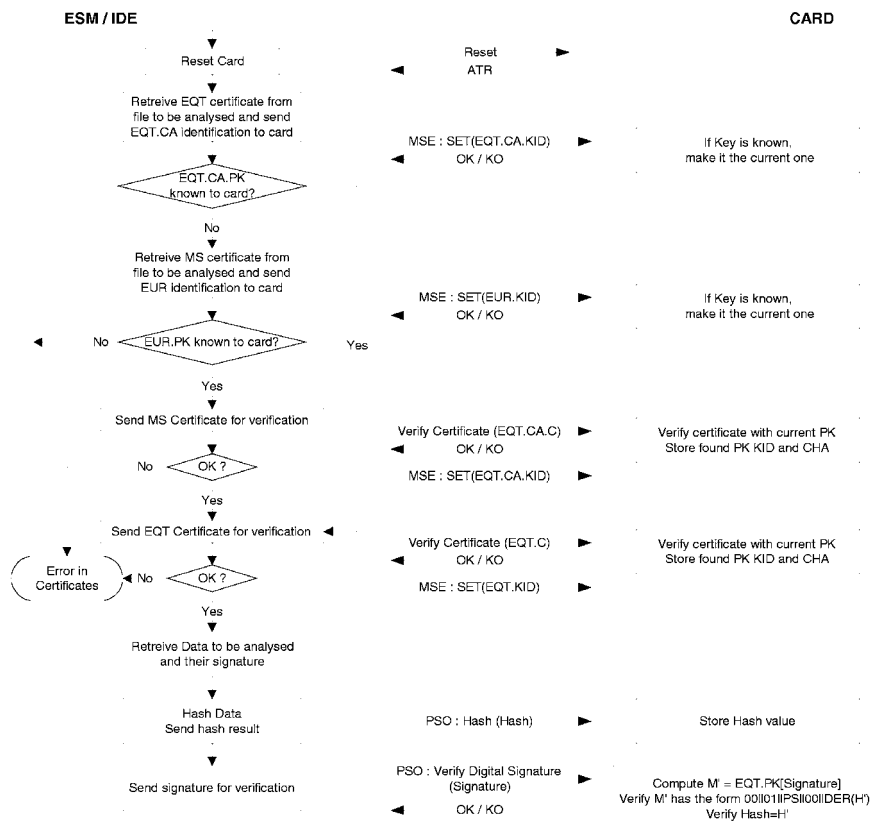 ESM / IDE
CARD
Reset Card
Reset
ATR
Retreive EQT certificate from
file to be analysed and send
EQT.CA identification to card
MSE : SET(EQT.CA.KID)
OK / KO
If Key is known,
make it the current one
EQT.CA.PK
known to card?
No
Retreive MS certificate from
file to be analysed and send
EUR identification to card
MSE : SET(EUR.KID)
OK / KO
If Key is known,
make it the current one
No
EUR.PK known to card?
Yes
Yes
Send MS Certificate for verification
Verify Certificate (EQT.CA.C)
OK / KO
Verify certificate with current PK
Store found PK KID and CHA
No
OK ?
MSE : SET(EQT.CA.KID)
Yes
Send EQT Certificate for verification
Verify Certificate (EQT.C)
OK / KO
Verify certificate with current PK
Store found PK KID and CHA
Error in
Certificates
No
OK ?
MSE : SET(EQT.KID)
Yes
Retreive Data to be analysed
and their signature
Hash Data
Send hash result
PSO : Hash (Hash)
Store Hash value
Send signature for verification
PSO : Verify Digital Signature
(Signature)
OK / KO
Compute M' = EQT.PK[Signature]
Verify M' has the form 00||01||PS||00||DER(H')
Verify Hash=H'